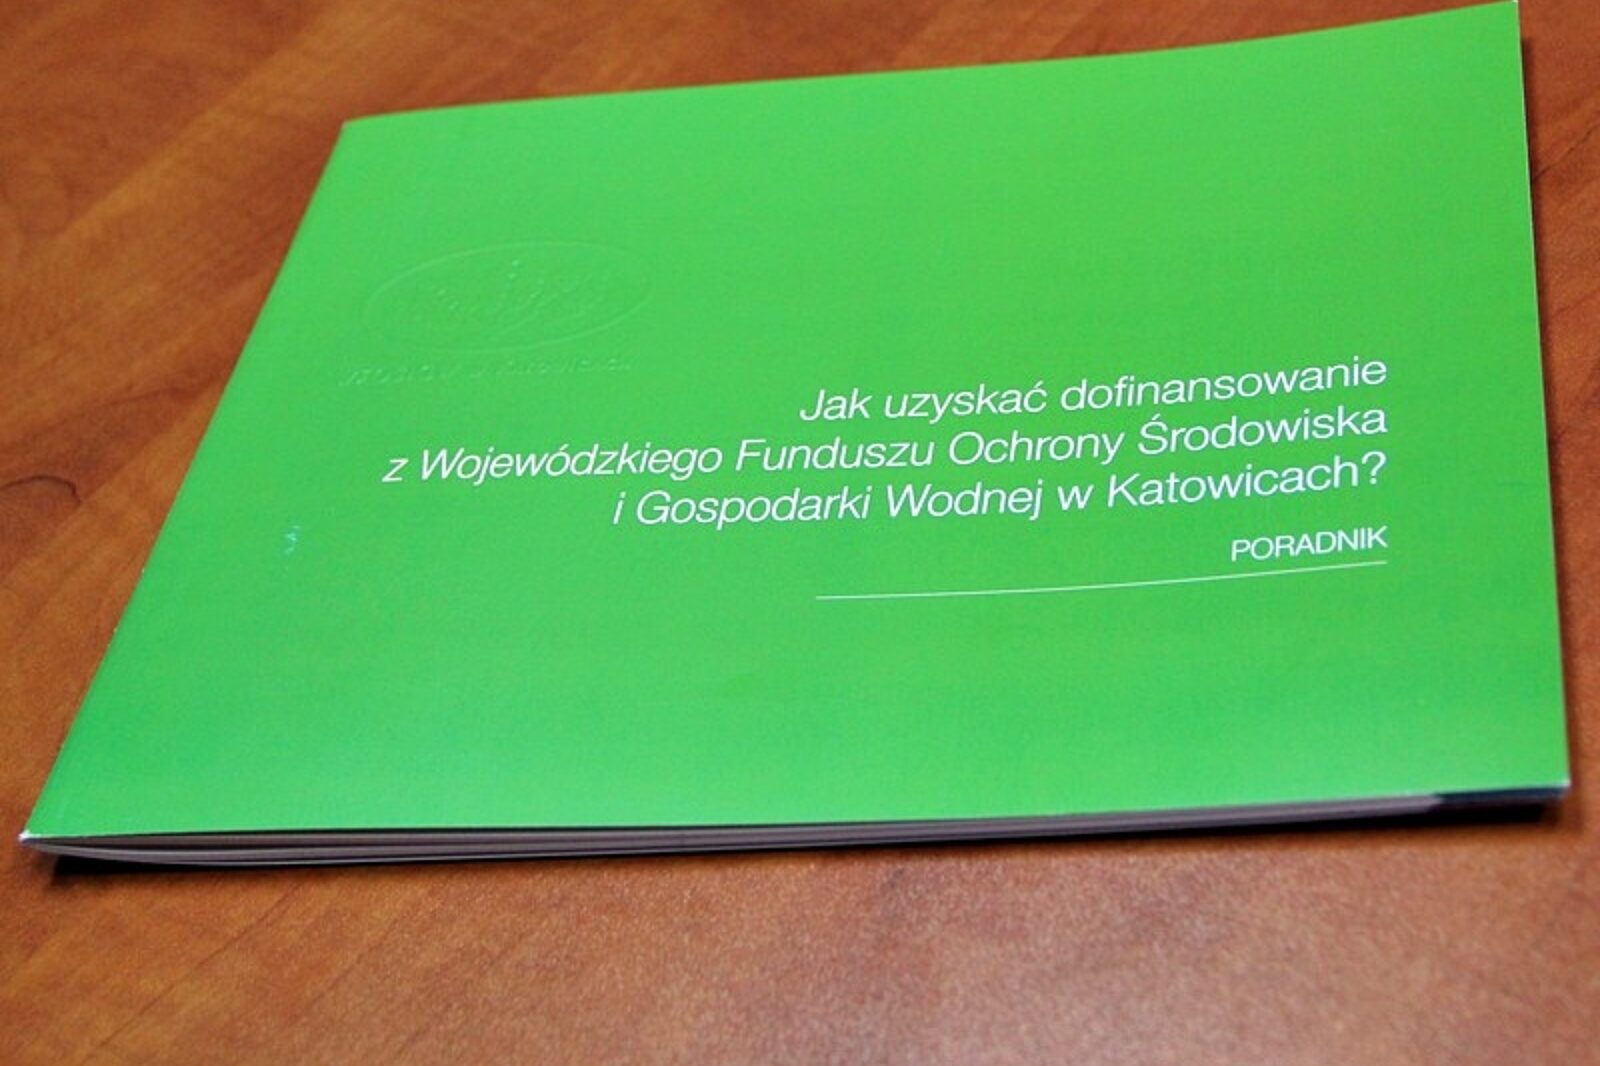 Jak uzyskać dofinansowanie
z Wojewódzkiego Funduszu Ochrony Środowiska
i Gospodarki Wodnej w Katowicach?
PORADNIK